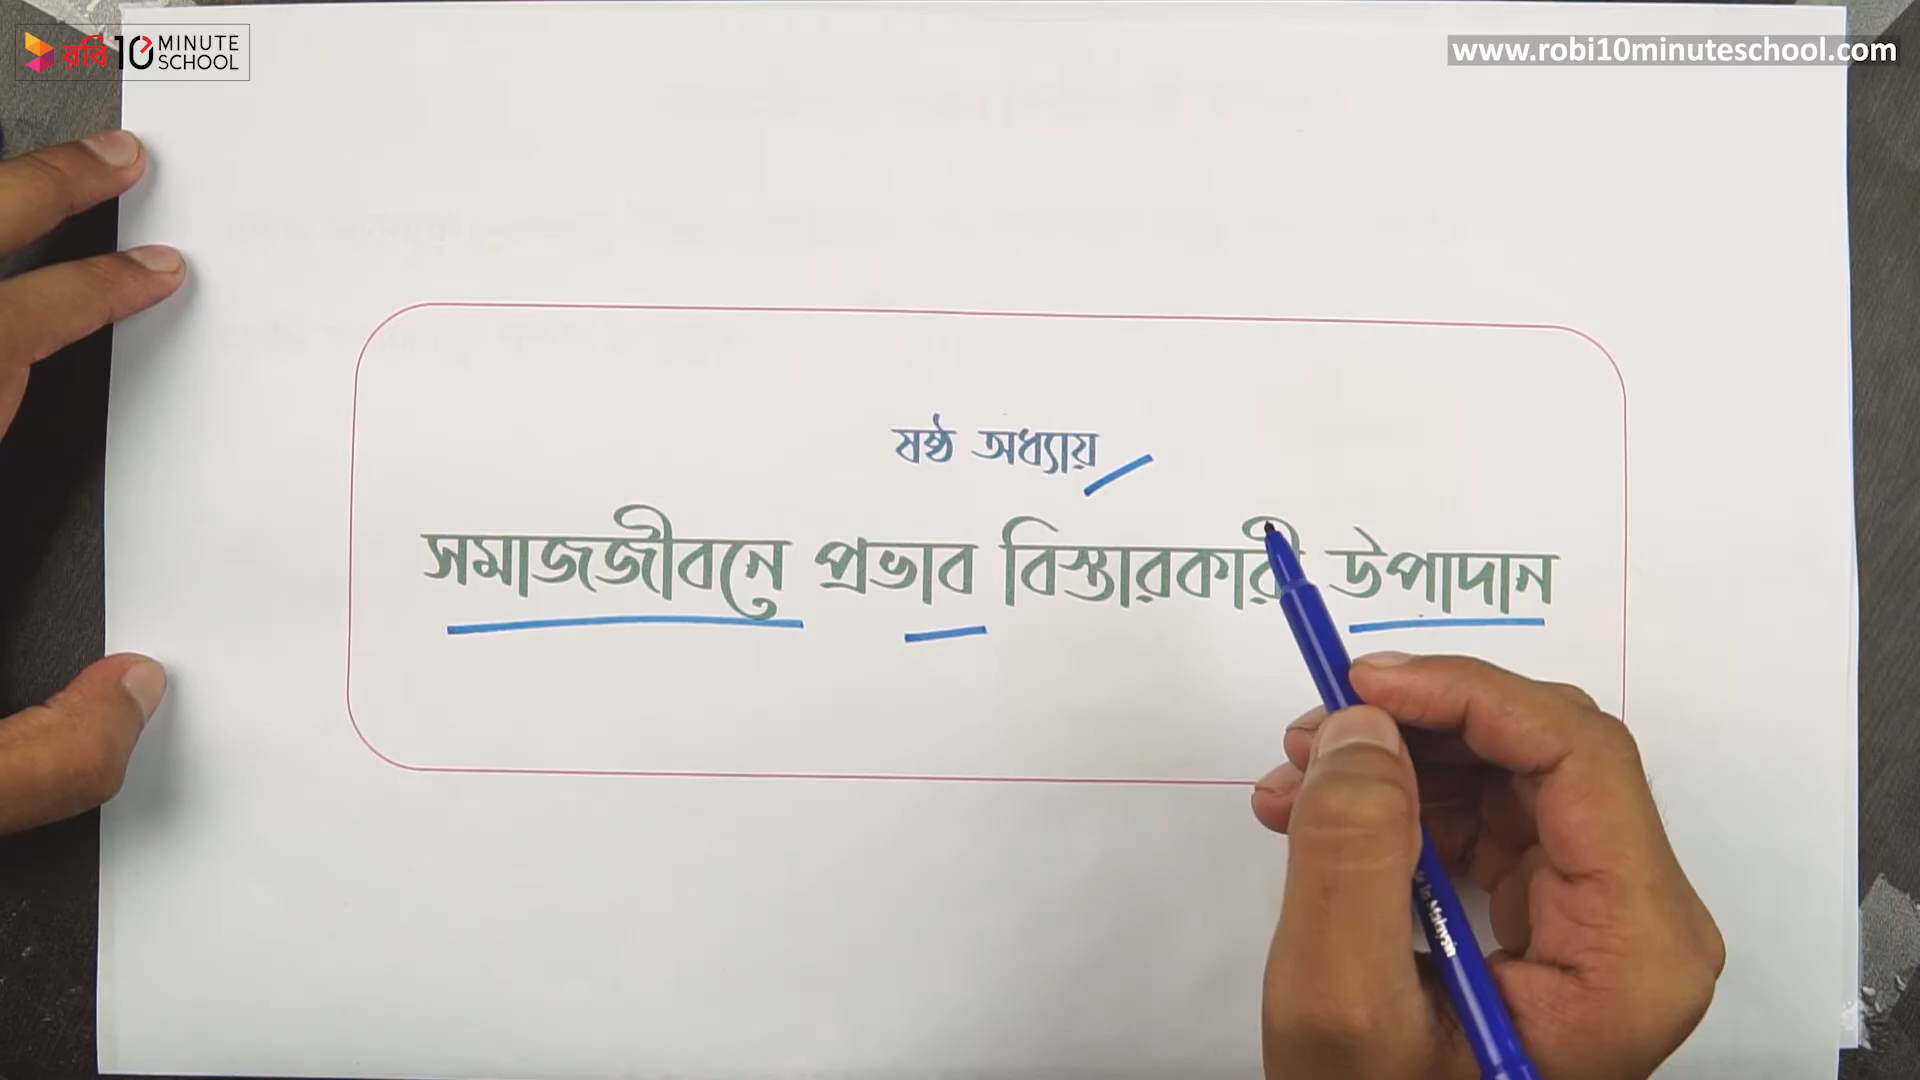 রবি 10 MINUTE SCHOOL
www.robi10minuteschool.com
ষষ্ঠ অধ্যায়
সমাজজীবনে প্রভাব বিস্তারকারী উপাদান